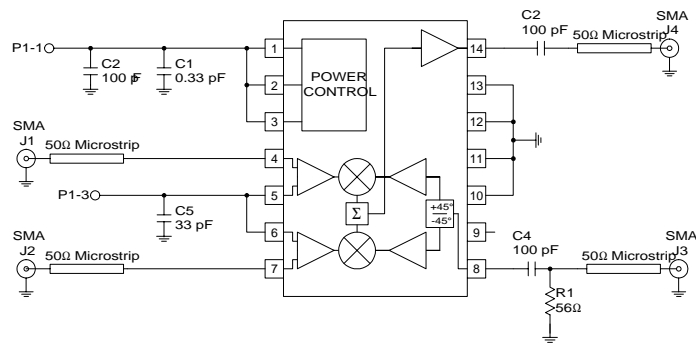 C2
100 pF
50Ω Microstrip
SMA
J4
P1-1
C2
100 pF
C1
0.33 pF
1
2
3
POWER
CONTROL
14
13
12
11
10
9
8
SMA
J1
50Ω Microstrip
4
P1-3
5
C5
33 pF
6
Σ
+45°
-45°
SMA
J2
50Ω Microstrip
7
C4
100 pF
50Ω Microstrip
SMA
J3
R1
56Ω